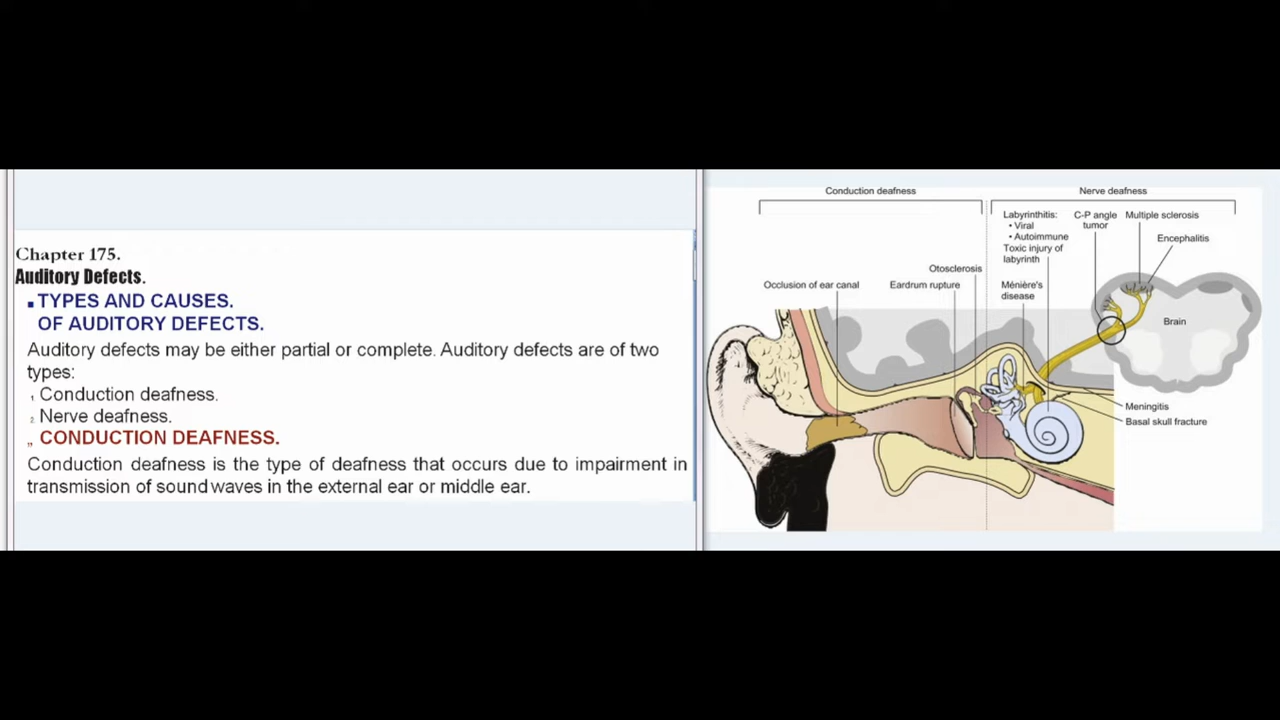 Chapter 175.
Auditory Defects.
▪ TYPES AND CAUSES.
OF AUDITORY DEFECTS.
Auditory defects may be either partial or complete. Auditory defects are of two
types:
1. Conduction deafness.
2. Nerve deafness.
„ CONDUCTION DEAFNESS.
Conduction deafness is the type of deafness that occurs due to impairment in
transmission of sound waves in the external ear or middle ear.
Conduction deafness
Nerve deafness
Labyrinthitis:
• Viral
• Autoimmune
Toxic injury of
labyrinth
C-P angle
tumor
Multiple sclerosis
Encephalitis
Otosclerosis
Occlusion of ear canal
Eardrum rupture
Ménière's
disease
Brain
Meningitis
Basal skull fracture